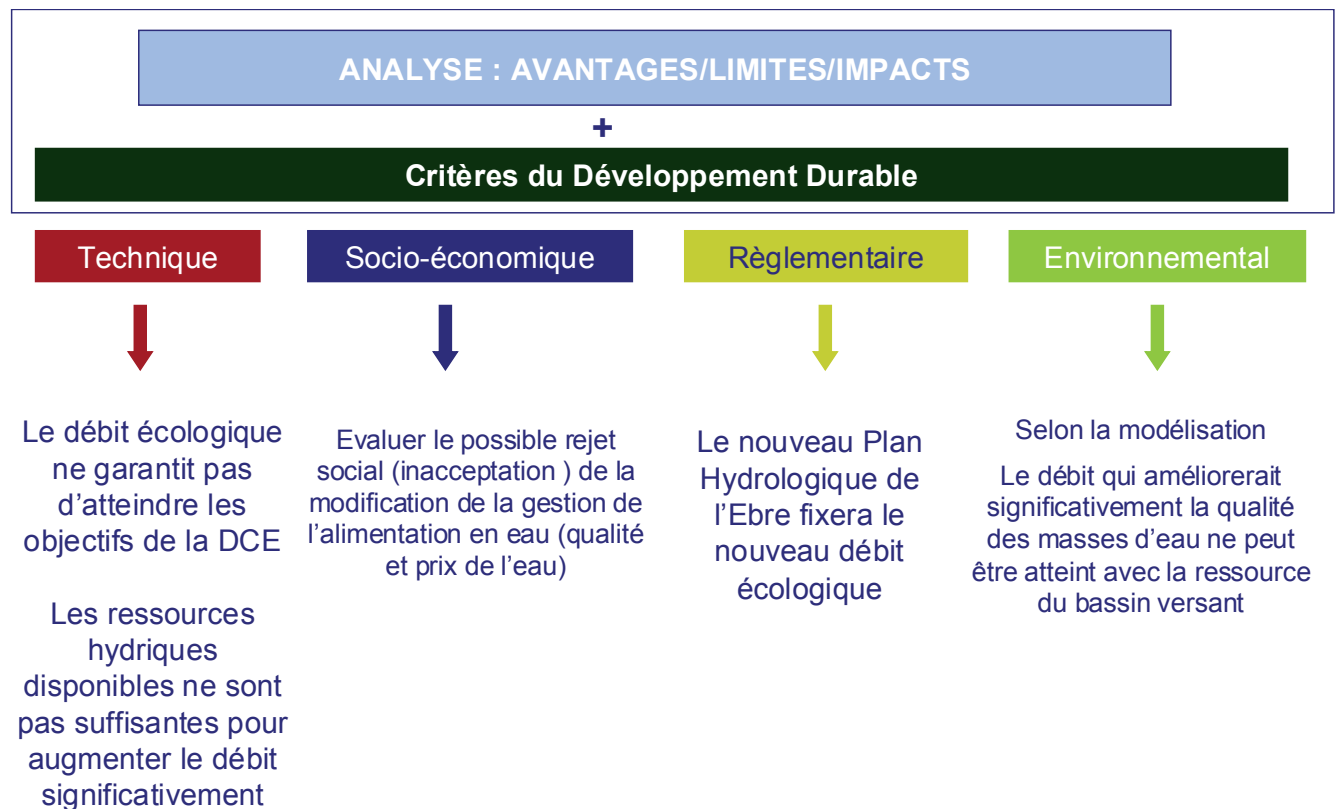 ANALYSE : AVANTAGES/LIMITES/IMPACTS
+
Critères du Développement Durable
Technique
Socio-économique
Règlementaire
Environnemental
Le débit écologique
ne garantit pas
d'atteindre les
objectifs de la DCE
Les ressources
hydriques
disponibles ne sont
pas suffisantes pour
augmenter le débit
significativement
Evaluer le possible rejet
social (inacceptation ) de la
modification de la gestion de
l'alimentation en eau (qualité
et prix de l'eau)
Le nouveau Plan
Hydrologique de
l'Ebre fixera le
nouveau débit
écologique
Selon la modélisation
Le débit qui améliorerait
significativement la qualité
des masses d'eau ne peut
être atteint avec la ressource
du bassin versant